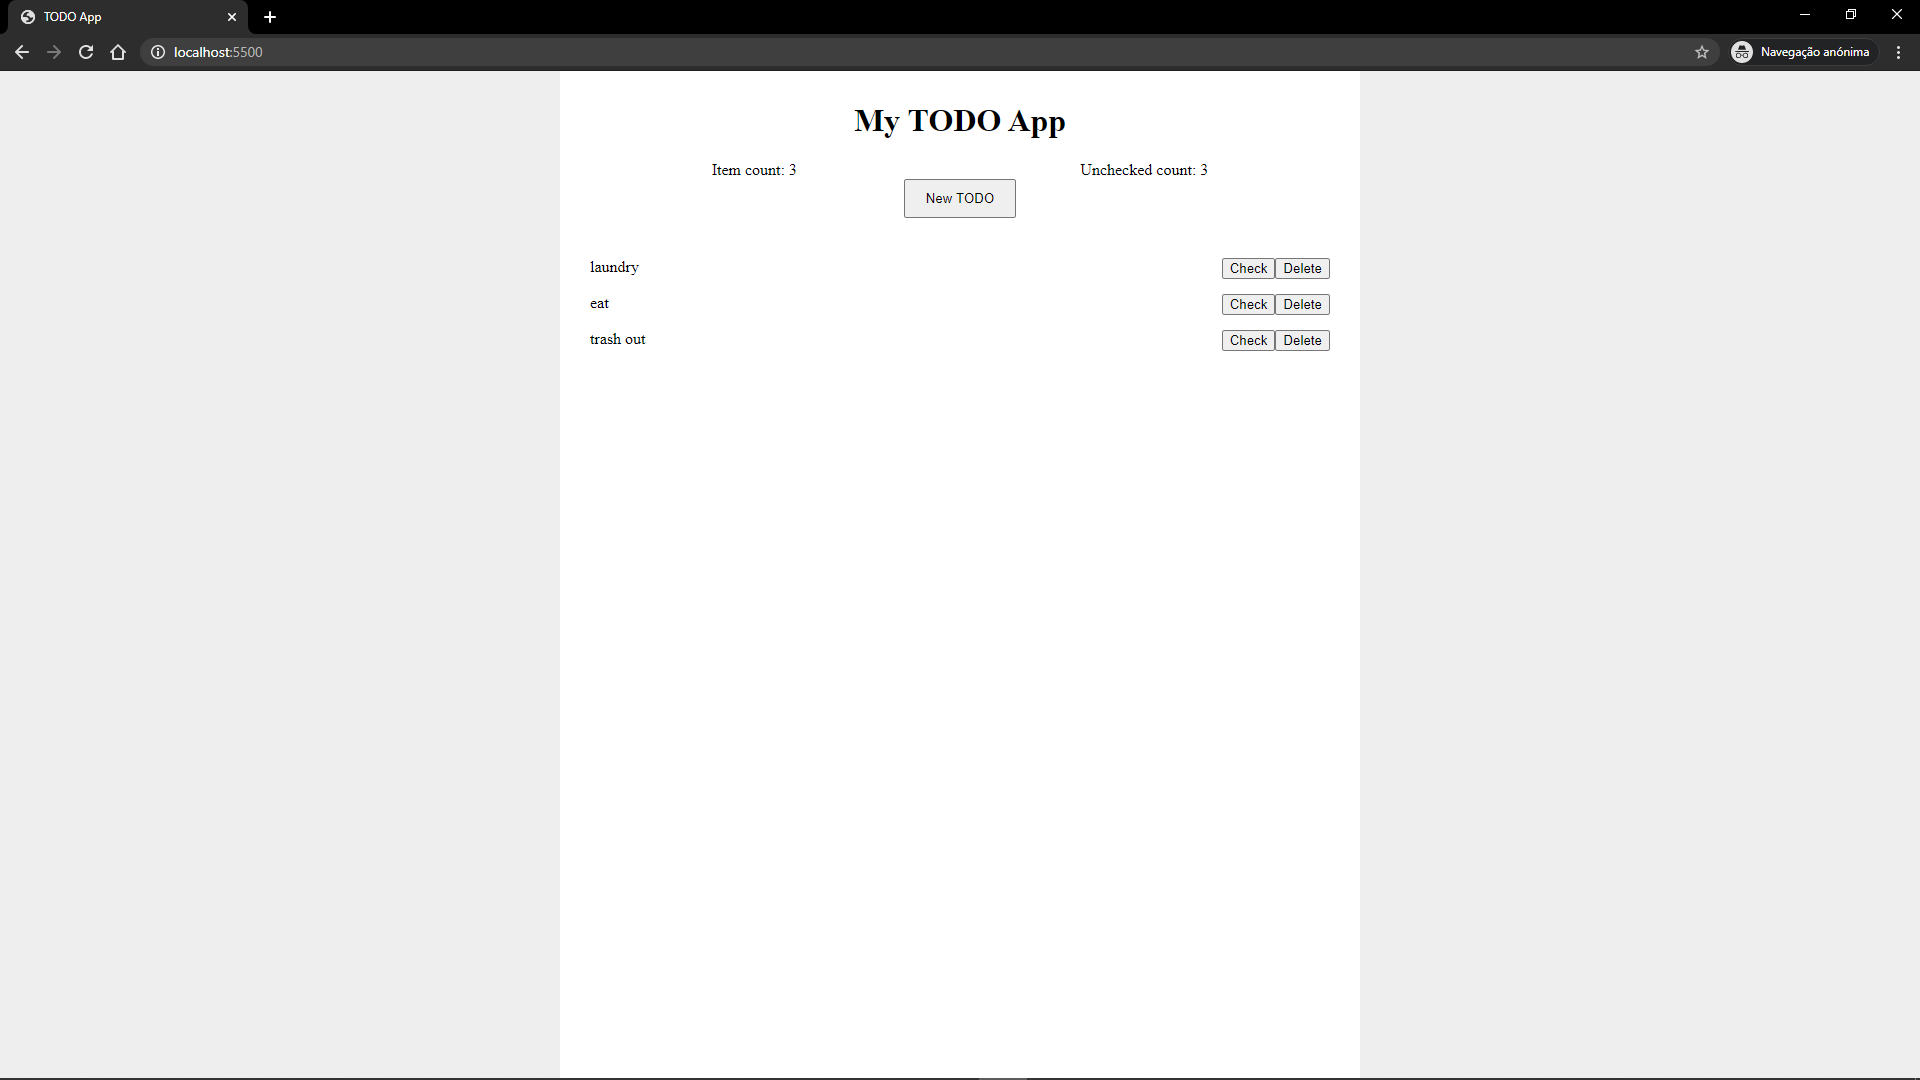 TODO App
localhost:5500
Navegação anónima
My TODO App
Item count: 3 Unchecked count: 3
New TODO
laundry Check Delete
eat Check Delete
trash out Check Delete